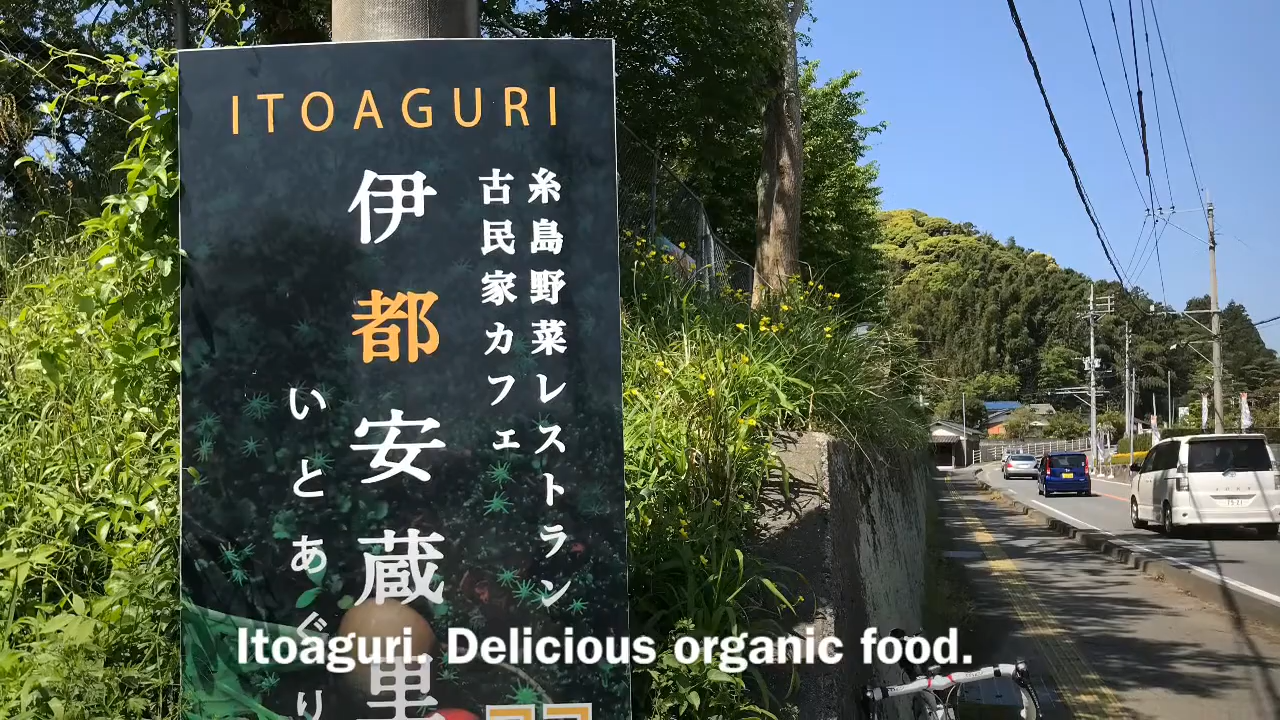 ITOAGURI
糸島野菜レストラン
古民家カフェ
伊都安蔵里
いとあぐり
Itoaguri. Delicious organic food.